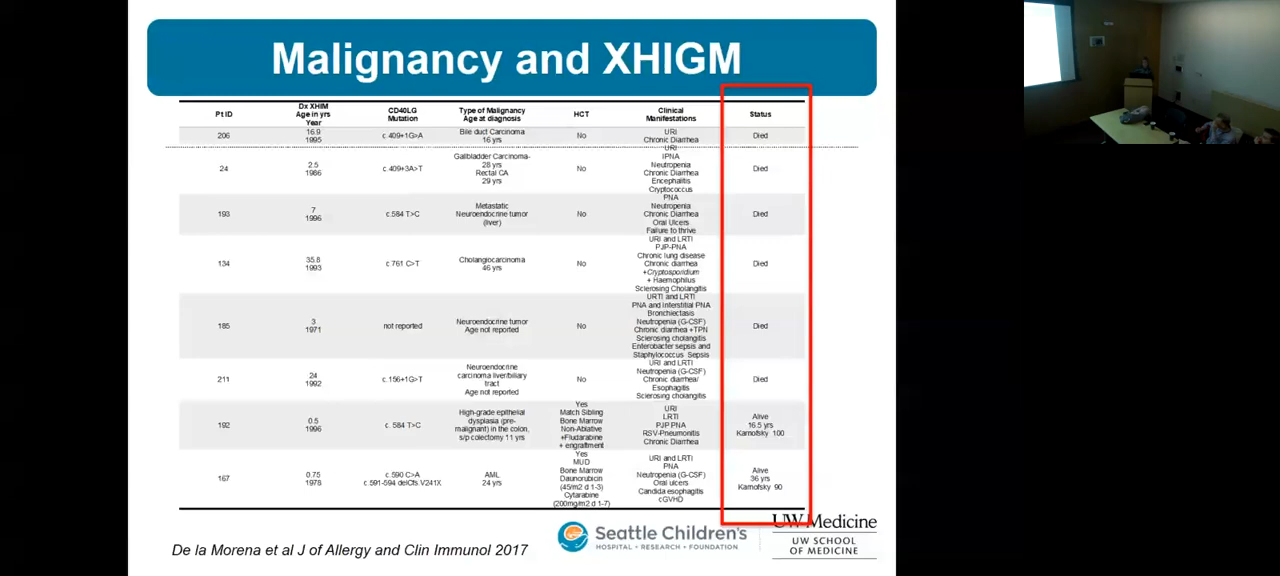 Malignancy and XHIGM
Pt ID
Dx XHIM
Age in yrs
Year
CD40LG
Mutation
Type of Malignancy
Age at diagnosis
HCT
Clinical
Manifestations
Status
206
16.9
1995
c.409+1G>A
Bile duct Carcinoma
16 yrs
No
URI
Chronic Diarrhea
Died
24
2.5
1986
c.409+3A>T
Gallbladder Carcinoma-
28 yrs
Rectal CA
29 yrs
No
URI
IPNA
Neutropenia
Chronic Diarrhea
Encephalitis
Cryptococcus
Died
193
7
1996
c.584 T>C
Metastatic
Neuroendocrine tumor
(liver)
No
PNA
Neutropenia
Chronic Diarrhea
Oral Ulcers
Failure to thrive
Died
134
35.8
1993
c.761 C>T
Cholangiocarcinoma
46 yrs
No
URI and LRTI
PJP-PNA
Chronic lung disease
Chronic diarrhea
+Cryptosporidium
+ Haemophilus
Sclerosing Cholangitis
Died
185
3
1971
not reported
Neuroendocrine tumor
Age not reported
No
URTI and LRTI
PNA and Interstitial PNA
Bronchiectasis
Neutropenia (G-CSF)
Chronic diarrhea +TPN
Sclerosing cholangitis
Enterobacter sepsis and
Staphylococcus Sepsis
Died
211
24
1992
c.156+1G>T
Neuroendocrine
carcinoma liver/biliary
tract
Age not reported
No
URI and LRTI
Neutropenia (G-CSF)
Chronic diarrhea/
Esophagitis
Sclerosing cholangitis
Died
192
0.5
1996
c. 584 T>C
High-grade epithelial
dysplasia (pre-
malignant) in the colon,
s/p colectomy 11 yrs
Yes
Match Sibling
Bone Marrow
Non-Ablative
+Fludarabine
+ engraftment
URI
LRTI
PJP PNA
RSV-Pneumonitis
Chronic Diarrhea
Alive
16.5 yrs
Karnofsky 100
167
0.75
1978
c.590 C>A
c.591-594 delCfs.V241X
AML
24 yrs
Yes
MUD
Bone Marrow
Daunorubicin
(45/m2 d 1-3)
Cytarabine
(200mg/m2 d 1-7)
URI and LRTI
PNA
Neutropenia (G-CSF)
Oral ulcers
Candida esophagitis
cGVHD
Alive
36 yrs
Karnofsky 90
De la Morena et al J of Allergy and Clin Immunol 2017
Seattle Children's
HOSPITAL • RESEARCH • FOUNDATION
UW Medicine
UW SCHOOL
OF MEDICINE